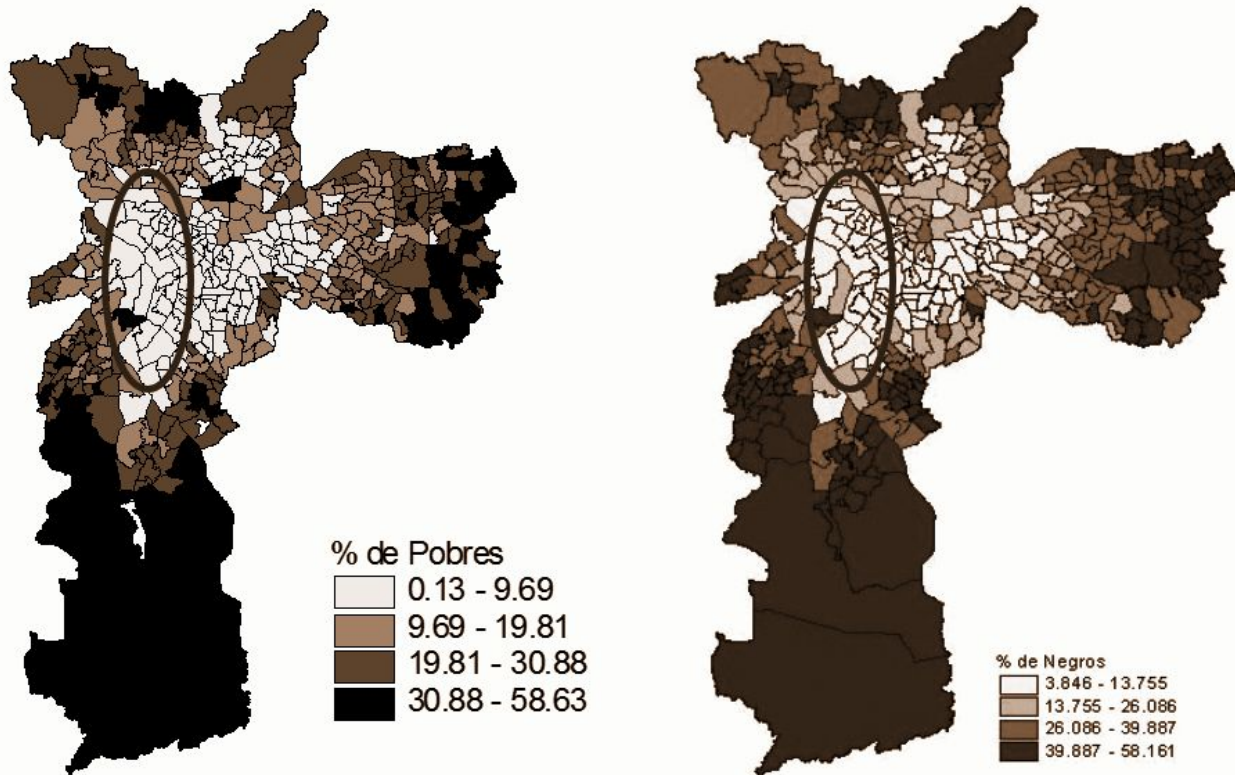 % de Pobres
0.13 - 9.69
9.69 - 19.81
19.81 - 30.88
30.88 - 58.63
% de Negros
3.846 - 13.755
13.755 - 26.086
26.086 - 39.887
39.887 - 58.161